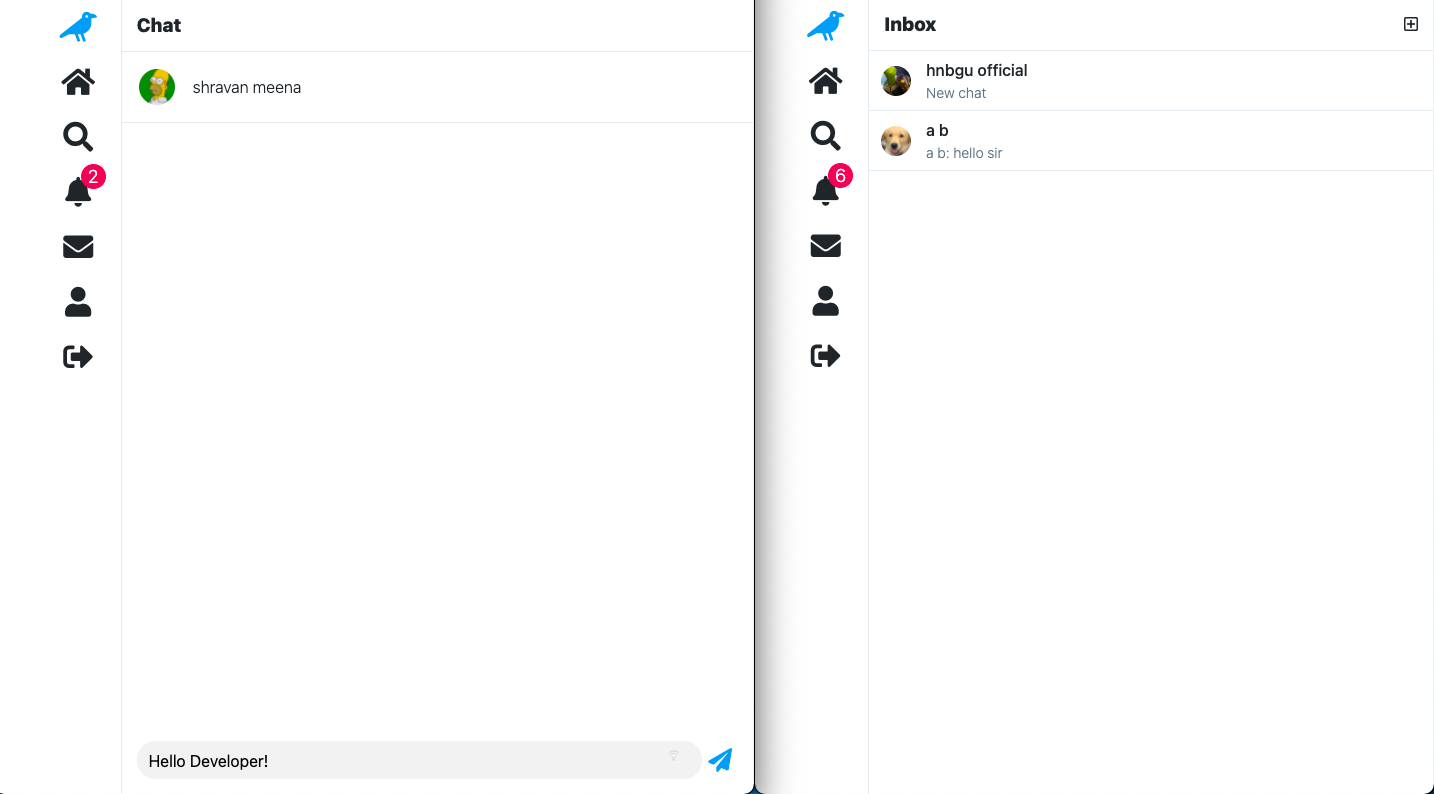 Chat
shravan meena
2
Hello Developer!
Inbox
hnbgu official
New chat
a b
a b: hello sir
6